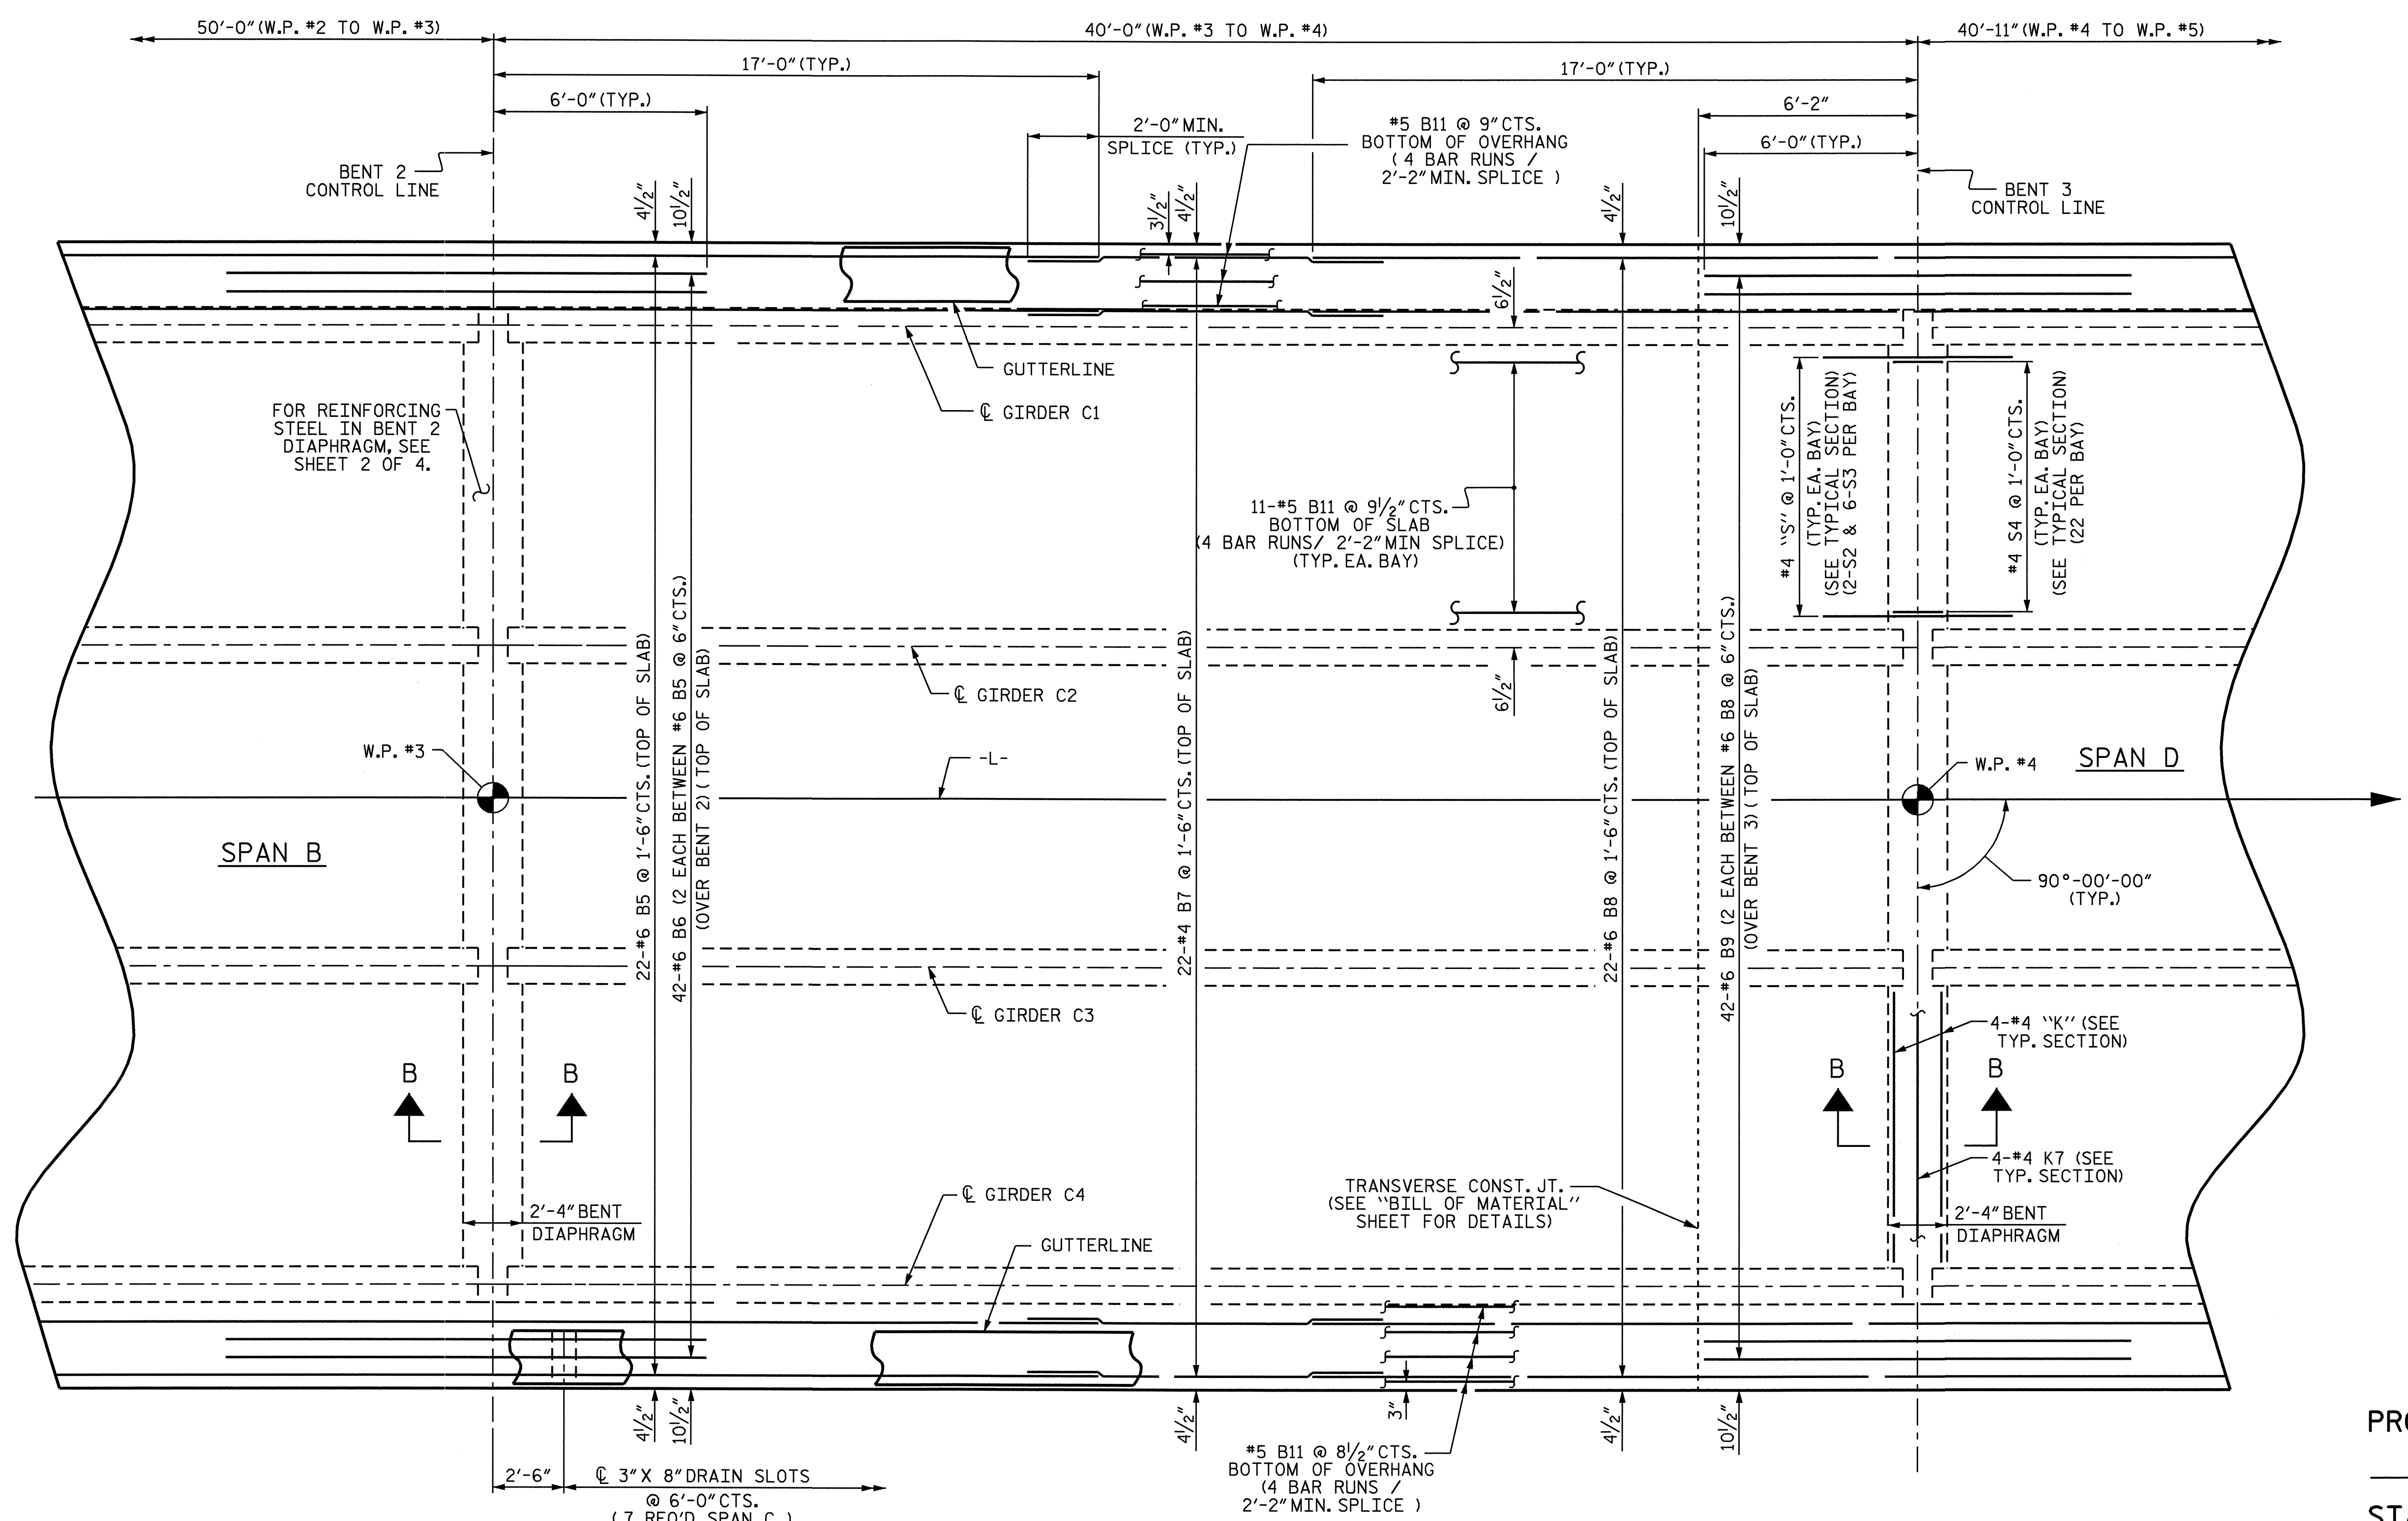 50'-0" (W.P. #2 TO W.P. #3)
40'-0" (W.P. #3 TO W.P. #4)
40'-11" (W.P. #4 TO W.P. #5)
17'-0" (TYP.)
17'-0" (TYP.)
6'-0" (TYP.)
6'-2"
6'-0" (TYP.)
2'-0" MIN.
SPLICE (TYP.)
#5 B11 @ 9" CTS.
BOTTOM OF OVERHANG
( 4 BAR RUNS /
2'-2" MIN. SPLICE )
BENT 2
CONTROL LINE
BENT 3
CONTROL LINE
4½"
10½"
3½"
4½"
4½"
10½"
6½"
GUTTERLINE
℄ GIRDER C1
FOR REINFORCING
STEEL IN BENT 2
DIAPHRAGM, SEE
SHEET 2 OF 4.
11-#5 B11 @ 9½" CTS.
BOTTOM OF SLAB
(4 BAR RUNS/ 2'-2" MIN SPLICE)
(TYP. EA. BAY)
#4 "S" @ 1'-0" CTS.
(TYP. EA. BAY)
(SEE TYPICAL SECTION)
(2-S2 & 6-S3 PER BAY)
#4 S4 @ 1'-0" CTS.
(TYP. EA. BAY)
(SEE TYPICAL SECTION)
(22 PER BAY)
22-#6 B5 @ 1'-6" CTS. (TOP OF SLAB)
42-#6 B6 (2 EACH BETWEEN #6 B5 @ 6" CTS.)
(OVER BENT 2) ( TOP OF SLAB)
22-#4 B7 @ 1'-6" CTS. (TOP OF SLAB)
22-#6 B8 @ 1'-6" CTS. (TOP OF SLAB)
42-#6 B9 (2 EACH BETWEEN #6 B8 @ 6" CTS.)
(OVER BENT 3) ( TOP OF SLAB)
℄ GIRDER C2
6½"
W.P. #3
-L-
W.P. #4
SPAN D
SPAN B
90°-00'-00"
(TYP.)
℄ GIRDER C3
4-#4 "K" (SEE
TYP. SECTION)
B
B
B
B
4-#4 K7 (SEE
TYP. SECTION)
℄ GIRDER C4
TRANSVERSE CONST. JT.
(SEE "BILL OF MATERIAL"
SHEET FOR DETAILS)
2'-4" BENT
DIAPHRAGM
2'-4" BENT
DIAPHRAGM
GUTTERLINE
4½"
10½"
4½"
3"
4½"
10½"
2'-6"
℄ 3" X 8" DRAIN SLOTS
@ 6'-0" CTS.
( 7 REQ'D SPAN C )
#5 B11 @ 8½" CTS.
BOTTOM OF OVERHANG
(4 BAR RUNS /
2'-2" MIN. SPLICE )